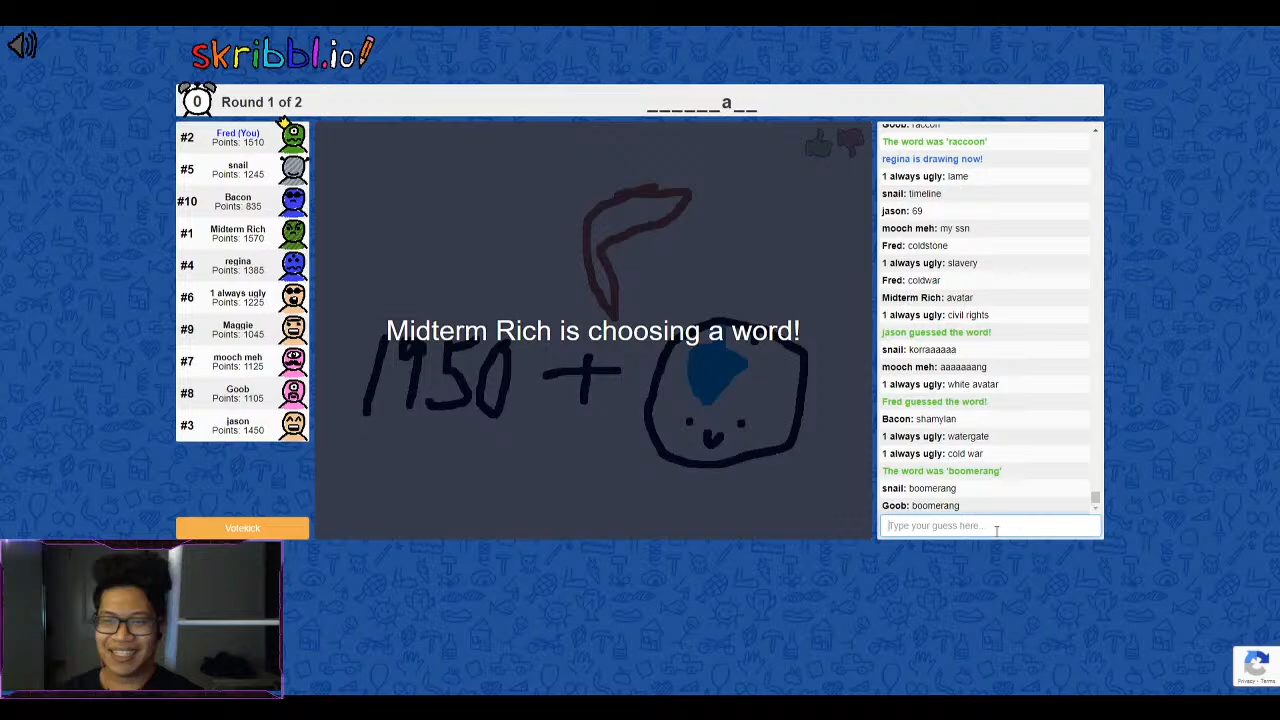 skribbl.io!
0
Round 1 of 2
______a__
#2 Fred (You)
Points: 1510
#5 snail
Points: 1245
#10 Bacon
Points: 835
#1 Midterm Rich
Points: 1570
#4 regina
Points: 1385
#6 1 always ugly
Points: 1225
#9 Maggie
Points: 1045
#7 mooch meh
Points: 1125
#8 Goob
Points: 1105
#3 jason
Points: 1450
Votekick
Midterm Rich is choosing a word!
1950 +
Goob: raccon
The word was 'raccoon'
regina is drawing now!
1 always ugly: lame
snail: timeline
jason: 69
mooch meh: my ssn
Fred: coldstone
1 always ugly: slavery
Fred: coldwar
Midterm Rich: avatar
1 always ugly: civil rights
jason guessed the word!
snail: korraaaaaa
mooch meh: aaaaaaang
1 always ugly: white avatar
Fred guessed the word!
Bacon: shamylan
1 always ugly: watergate
1 always ugly: cold war
The word was 'boomerang'
snail: boomerang
Goob: boomerang
Type your guess here...
Privacy - Terms